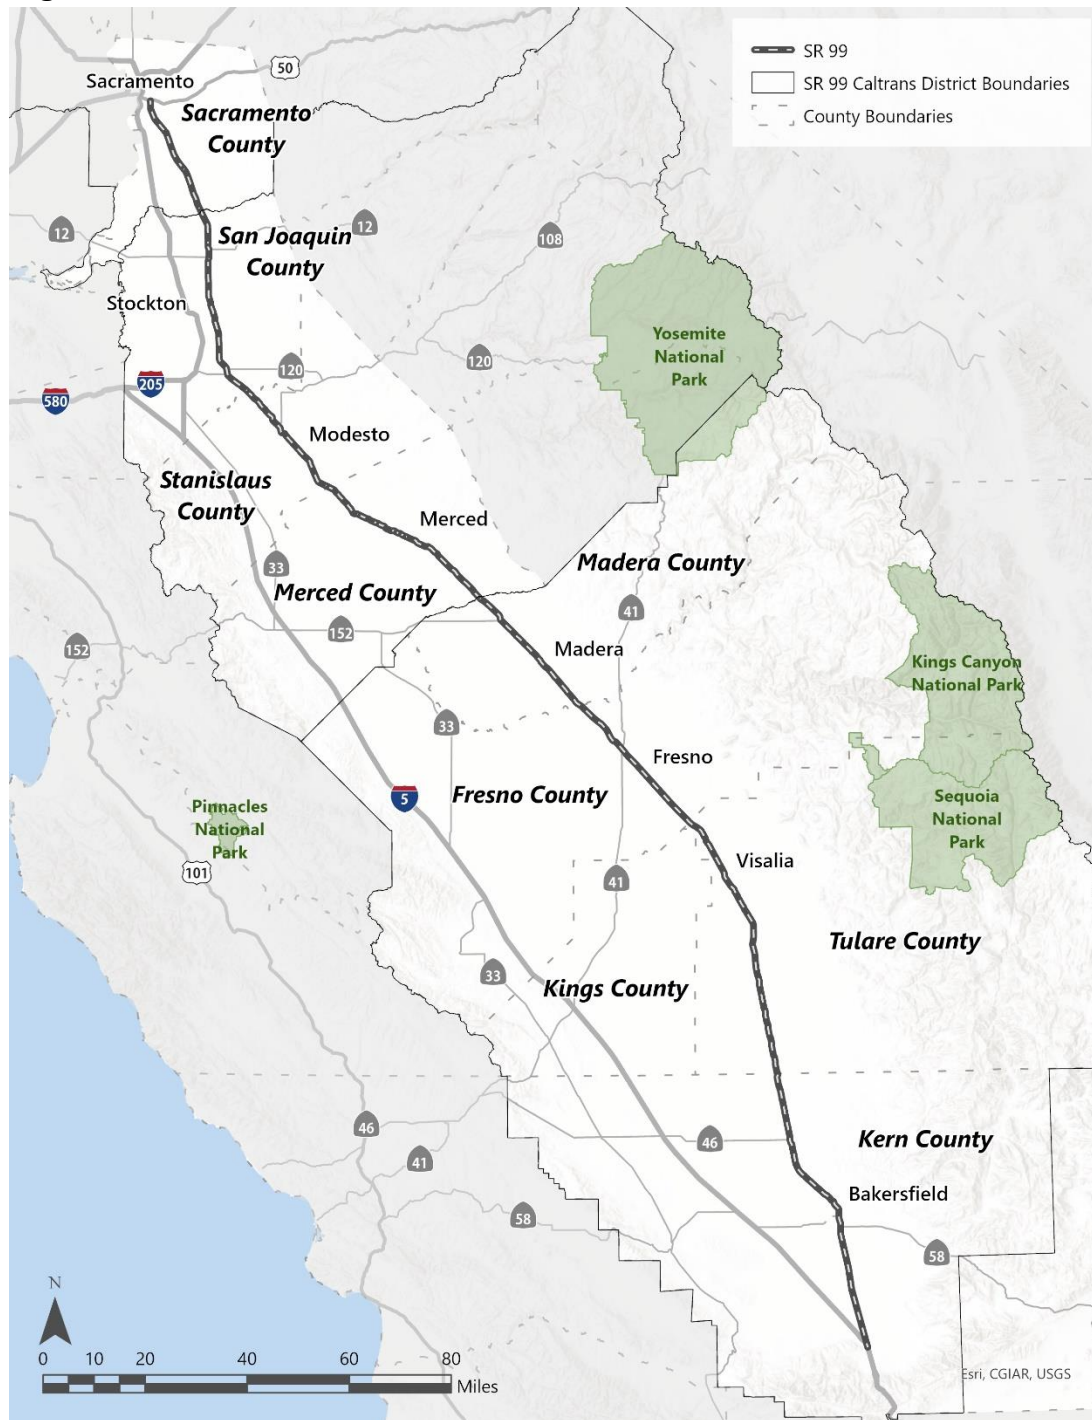 SR 99
SR 99 Caltrans District Boundaries
County Boundaries
50
Sacramento
Sacramento
County
12
San Joaquin
County
12
108
Stockton
Yosemite
National
Park
120
120
205
580
Modesto
Stanislaus
County
Merced
33
Merced County
Madera County
41
152
152
Madera
Kings Canyon
National Park
33
Fresno
5
Fresno County
Pinnacles
National
Park
Sequoia
National
Park
Visalia
101
41
Tulare County
33
Kings County
46
46
Kern County
41
Bakersfield
58
58
N
0 10 20 40 60 80
Miles
Esri, CGIAR, USGS